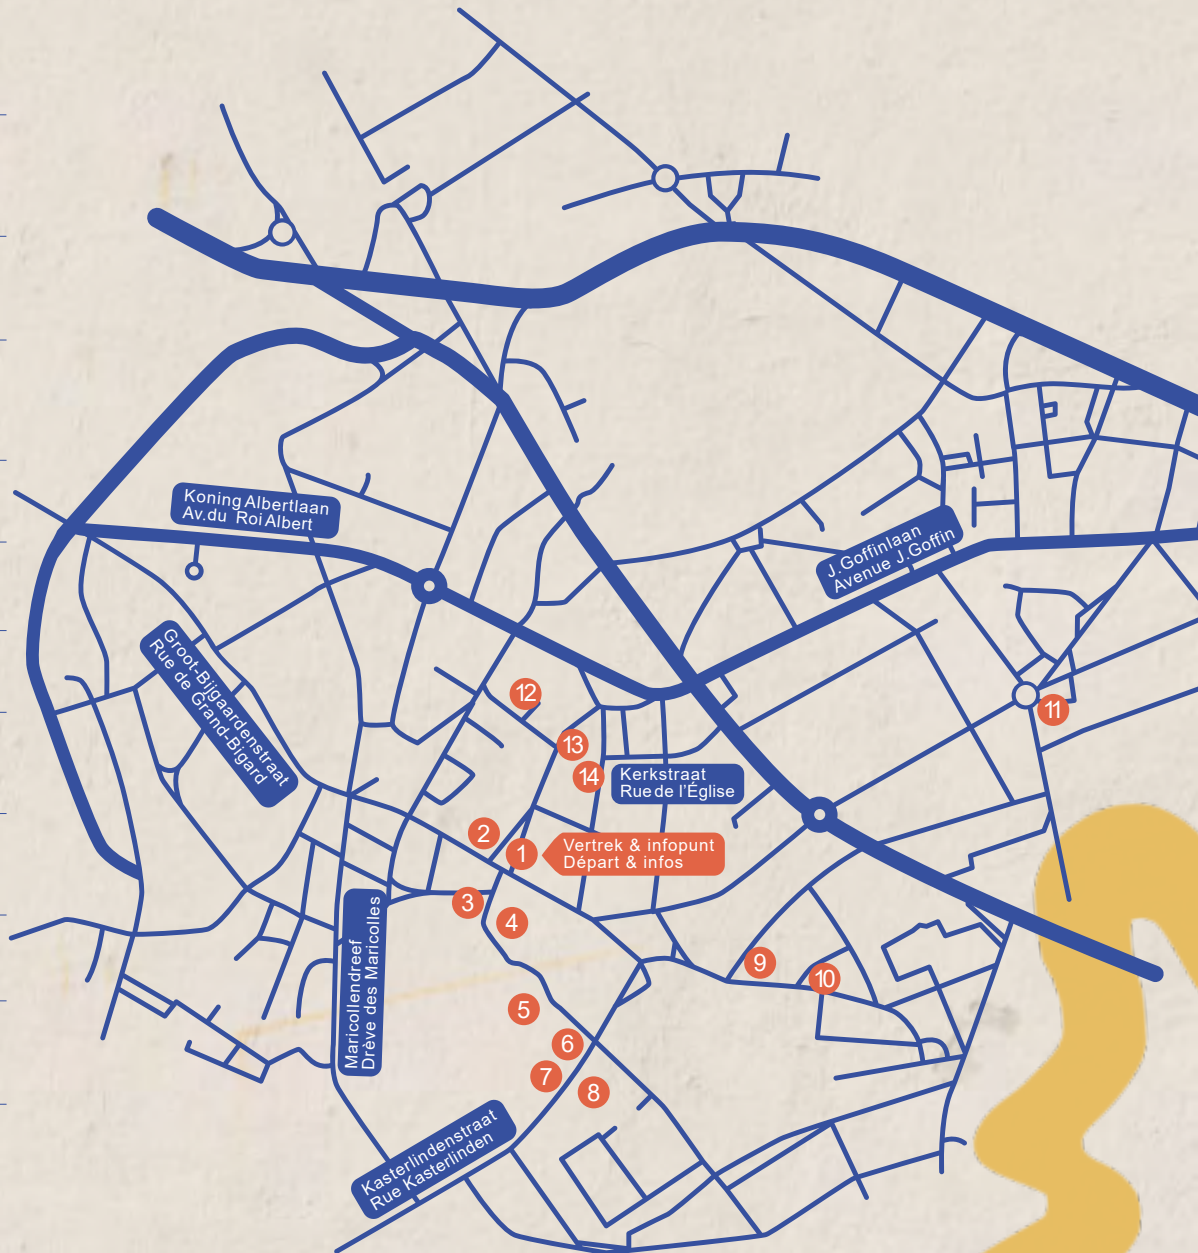 Koning Albertlaan
Av.du Roi Albert
J.Goffinlaan
Avenue J.Goffin
Groot-Bijgaardenstraat
Rue de Grand-Bigard
12
11
13
14
Kerkstraat
Rue de l'Église
2
1
Vertrek & infopunt
Départ & infos
3
4
Maricollendreef
Drève des Maricolles
9
10
5
6
7
8
Kasterlindenstraat
Rue Kasterlinden